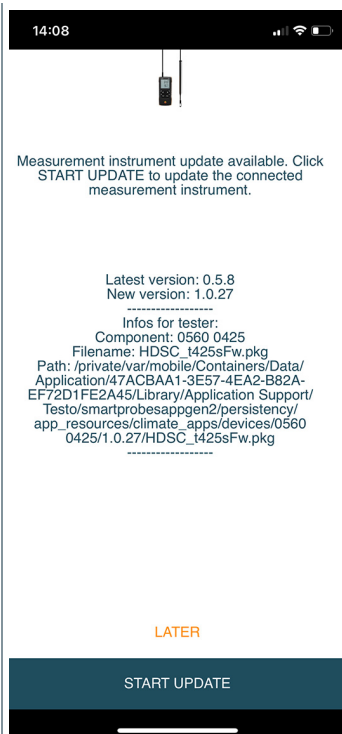 14:08
Measurement instrument update available. Click
START UPDATE to update the connected
measurement instrument.
Latest version: 0.5.8
New version: 1.0.27
------------------
Infos for tester:
Component: 0560 0425
Filename: HDSC_t425sFw.pkg
Path: /private/var/mobile/Containers/Data/
Application/47ACBAA1-3E57-4EA2-B82A-
EF72D1FE2A45/Library/Application Support/
Testo/smartprobesappgen2/persistency/
app_resources/climate_apps/devices/0560
0425/1.0.27/HDSC_t425sFw.pkg
------------------
LATER
START UPDATE